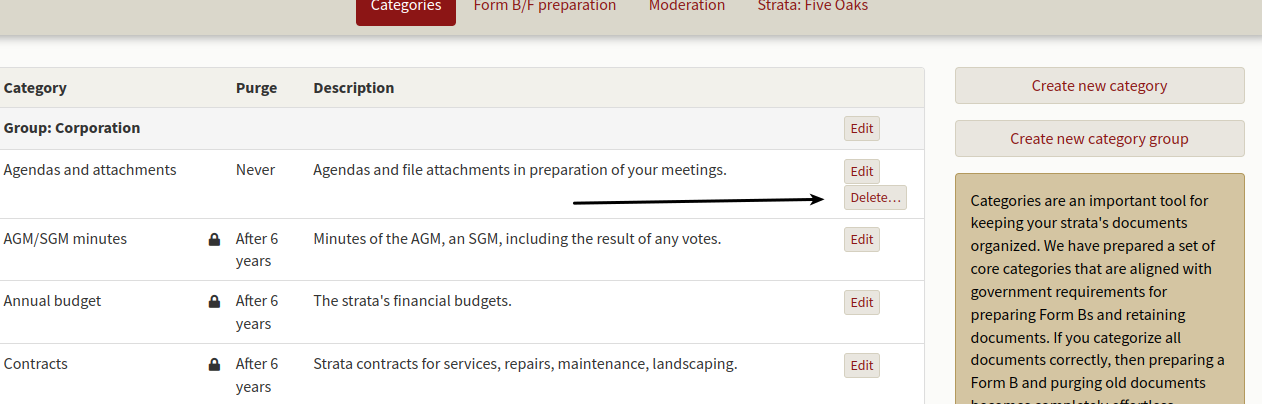 Categories Form B/F preparation Moderation Strata: Five Oaks
Category Purge Description
Group: Corporation Edit
Agendas and attachments Never Agendas and file attachments in preparation of your meetings. Edit
Delete...
AGM/SGM minutes After 6 Minutes of the AGM, an SGM, including the result of any votes. Edit
years
Annual budget After 6 The strata's financial budgets. Edit
years
Contracts After 6 Strata contracts for services, repairs, maintenance, landscaping. Edit
years
Create new category
Create new category group
Categories are an important tool for
keeping your strata's documents
organized. We have prepared a set of
core categories that are aligned with
government requirements for
preparing Form Bs and retaining
documents. If you categorize all
documents correctly, then preparing a
Form B and purging old documents